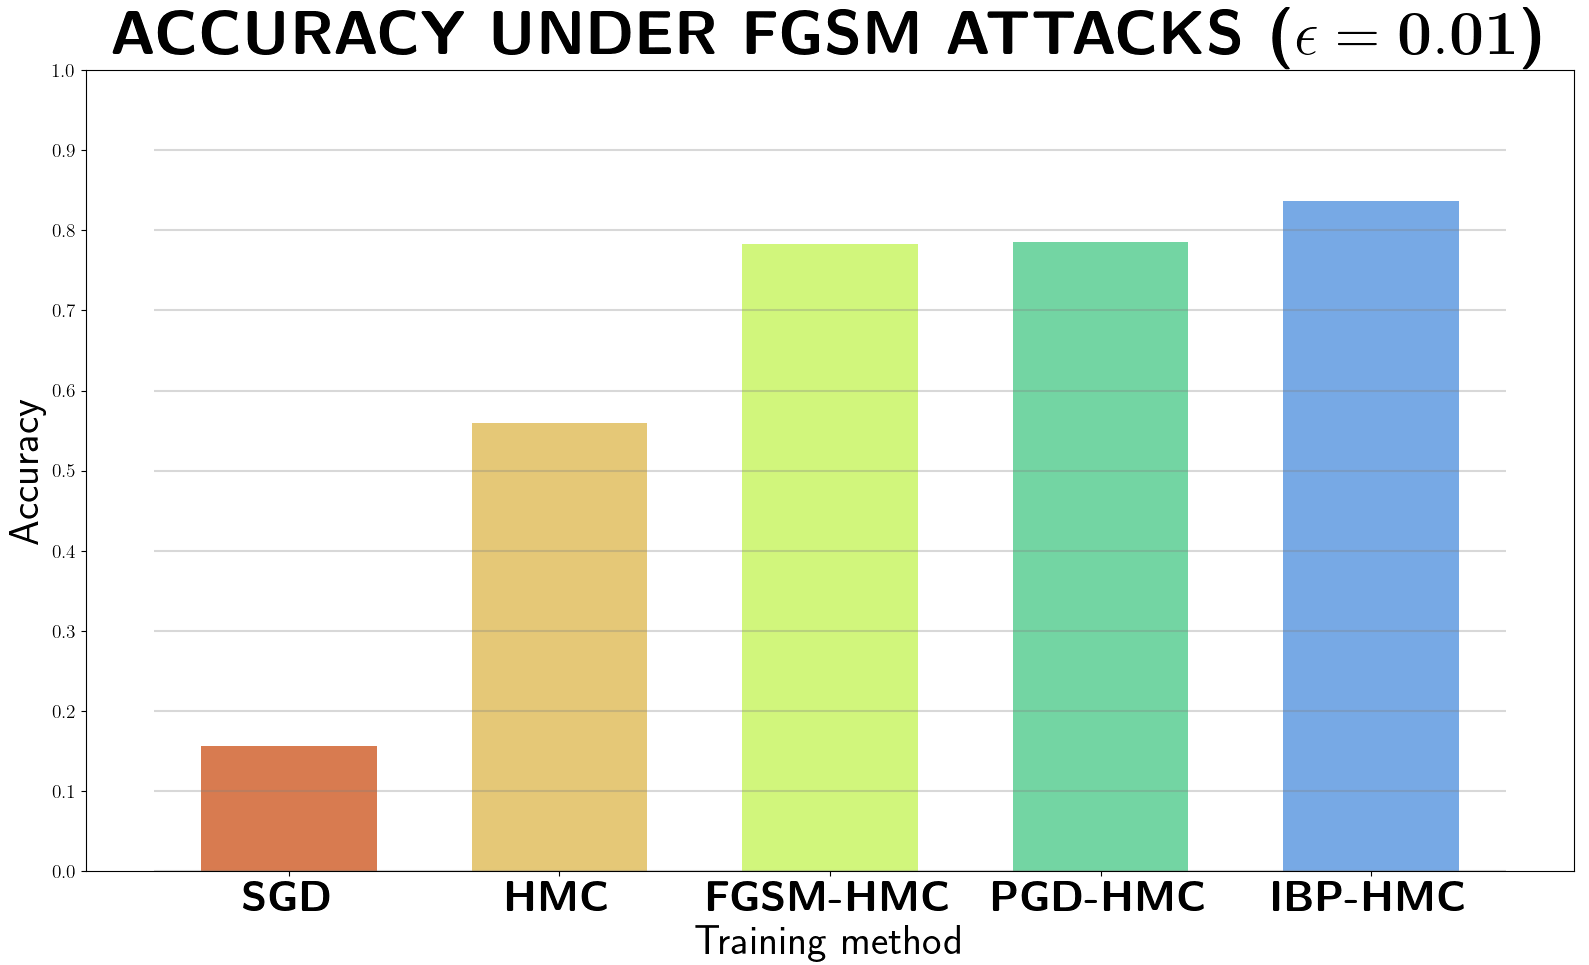 ACCURACY UNDER FGSM ATTACKS (ϵ = 0.01)
1.0
0.9
0.8
0.7
0.6
0.5
0.4
0.3
0.2
0.1
0.0
Accuracy
SGD HMC FGSM-HMC PGD-HMC IBP-HMC
Training method